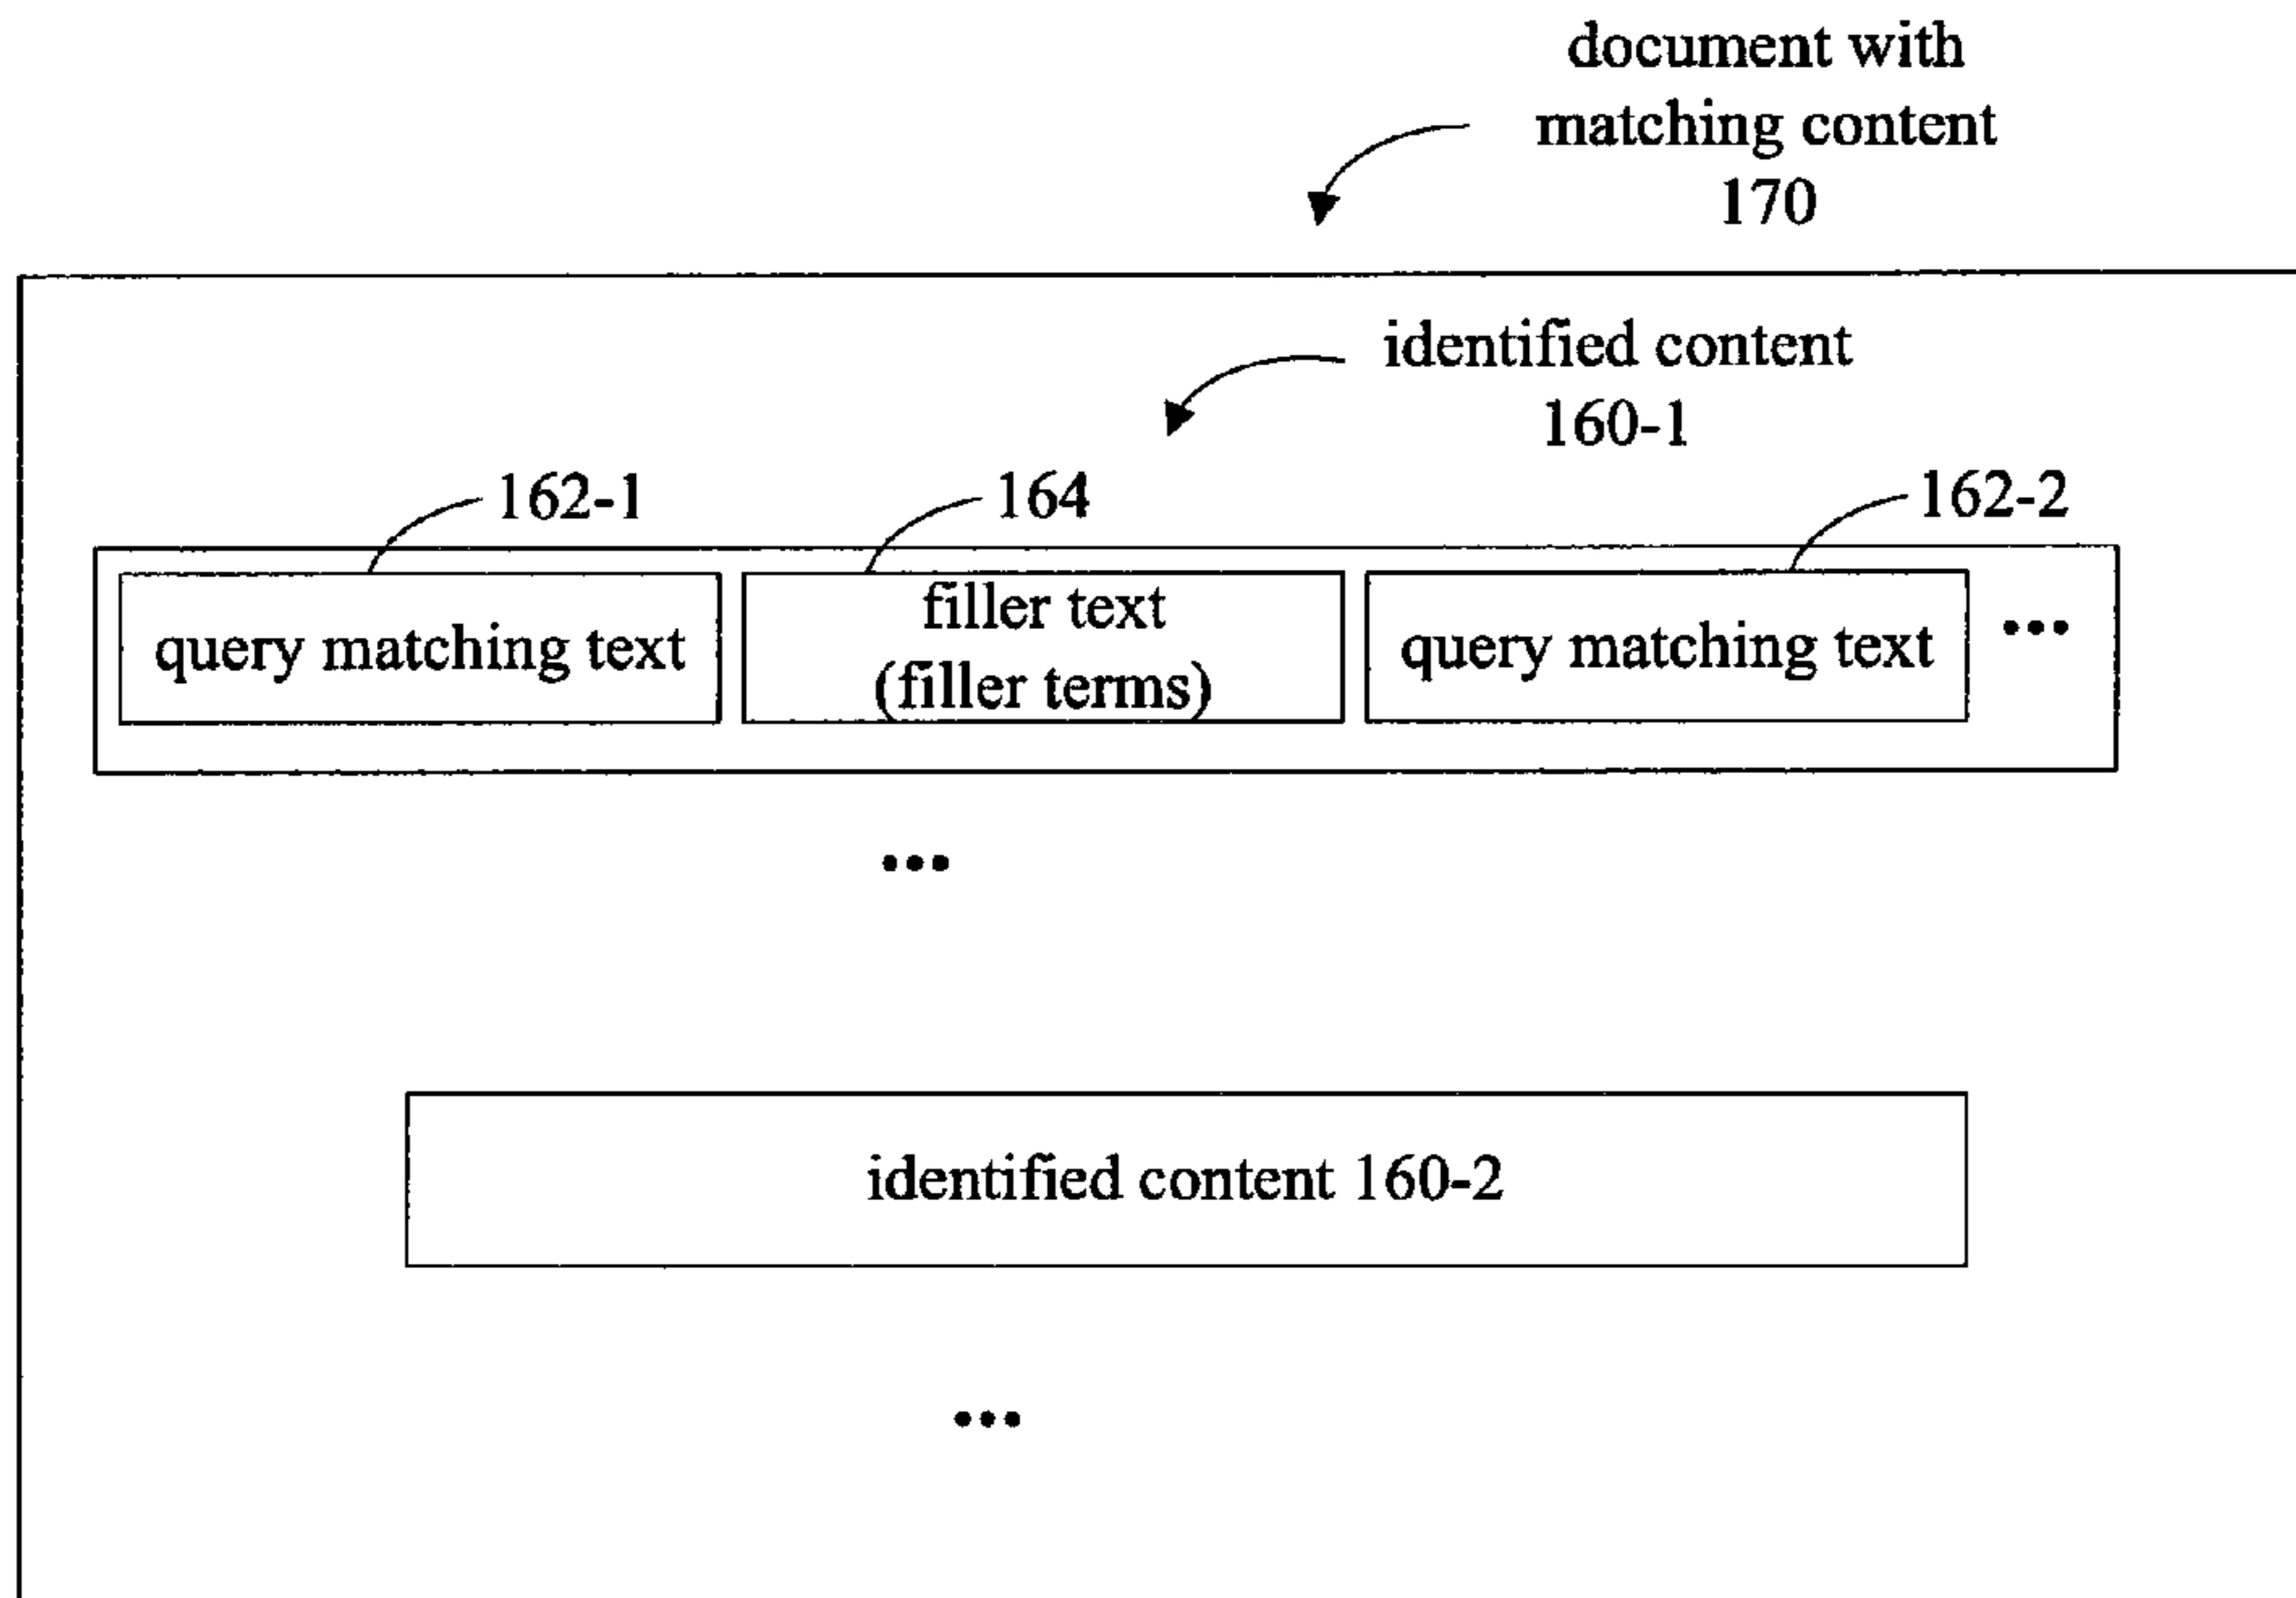 document with
matching content
170
identified content
160-1
162-1
164
162-2
query matching text
filler text
(filler terms)
query matching text
...
...
identified content 160-2
...